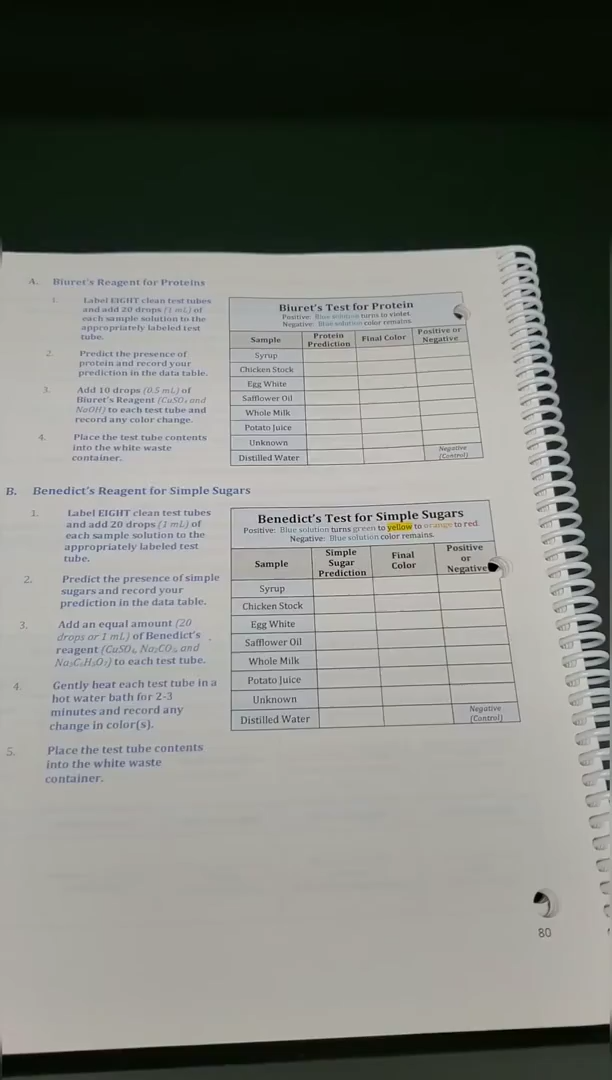 A. Biuret's Reagent for Proteins
1. Label EIGHT clean test tubes
and add 20 drops (1 mL) of
each sample solution to the
appropriately labeled test
tube.
2. Predict the presence of
protein and record your
prediction in the data table.
3. Add 10 drops (0.5 mL) of
Biuret's Reagent (CuSO₄ and
NaOH) to each test tube and
record any color change.
4. Place the test tube contents
into the white waste
container.
Biuret's Test for Protein
Positive: Blue solution turns to violet.
Negative: Blue solution color remains.
Sample Protein Prediction Final Color Positive or Negative
Syrup
Chicken Stock
Egg White
Safflower Oil
Whole Milk
Potato Juice
Unknown
Distilled Water Negative (Control)
B. Benedict's Reagent for Simple Sugars
1. Label EIGHT clean test tubes
and add 20 drops (1 mL) of
each sample solution to the
appropriately labeled test
tube.
2. Predict the presence of simple
sugars and record your
prediction in the data table.
3. Add an equal amount (20
drops or 1 mL) of Benedict's
reagent (CuSO₄, Na₂CO₃, and
Na₃C₆H₅O₇) to each test tube.
4. Gently heat each test tube in a
hot water bath for 2-3
minutes and record any
change in color(s).
5. Place the test tube contents
into the white waste
container.
Benedict's Test for Simple Sugars
Positive: Blue solution turns green to yellow to orange to red.
Negative: Blue solution color remains.
Sample Simple Sugar Prediction Final Color Positive or Negative
Syrup
Chicken Stock
Egg White
Safflower Oil
Whole Milk
Potato Juice
Unknown
Distilled Water Negative (Control)
80